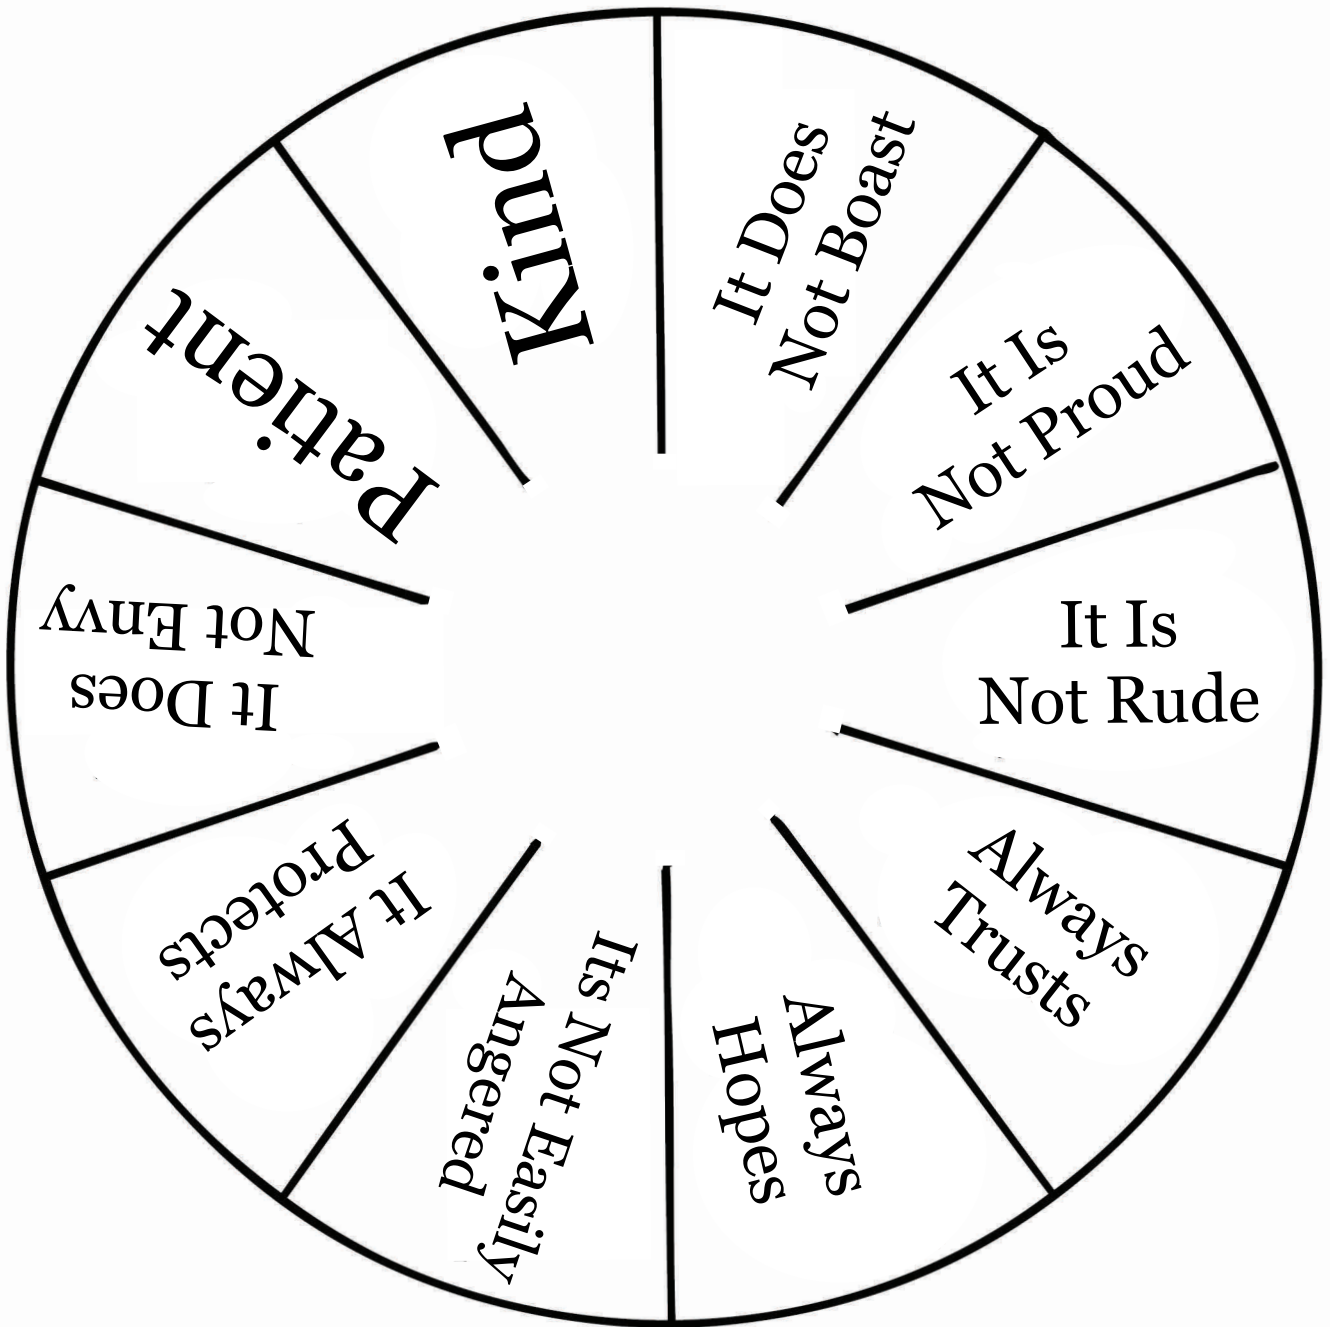 Kind
It Does
Not Boast
It Is
Not Proud
It Is
Not Rude
Always
Trusts
Always
Hopes
Its Not Easily
Angered
It Always
Protects
It Does
Not Envy
Patient